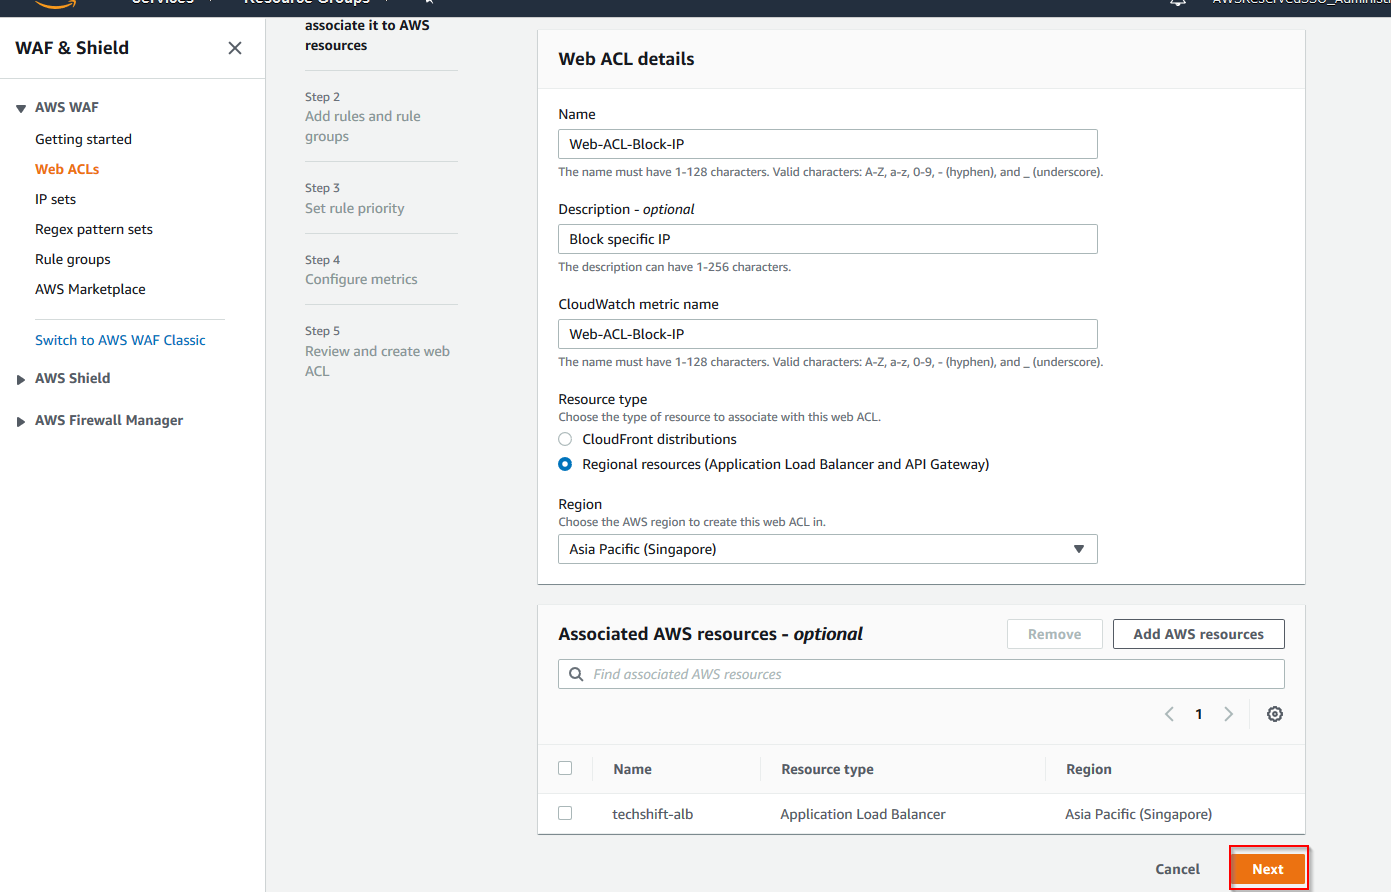 Services
Resource Groups
AWSReservedSSO_Administ
WAF & Shield
AWS WAF
Getting started
Web ACLs
IP sets
Regex pattern sets
Rule groups
AWS Marketplace
Switch to AWS WAF Classic
AWS Shield
AWS Firewall Manager
associate it to AWS
resources
Step 2
Add rules and rule
groups
Step 3
Set rule priority
Step 4
Configure metrics
Step 5
Review and create web
ACL
Web ACL details
Name
Web-ACL-Block-IP
The name must have 1-128 characters. Valid characters: A-Z, a-z, 0-9, - (hyphen), and _ (underscore).
Description - optional
Block specific IP
The description can have 1-256 characters.
CloudWatch metric name
Web-ACL-Block-IP
The name must have 1-128 characters. Valid characters: A-Z, a-z, 0-9, - (hyphen), and _ (underscore).
Resource type
Choose the type of resource to associate with this web ACL.
CloudFront distributions
Regional resources (Application Load Balancer and API Gateway)
Region
Choose the AWS region to create this web ACL in.
Asia Pacific (Singapore)
Associated AWS resources - optional
Remove
Add AWS resources
Find associated AWS resources
1
Name Resource type Region
techshift-alb Application Load Balancer Asia Pacific (Singapore)
Cancel
Next